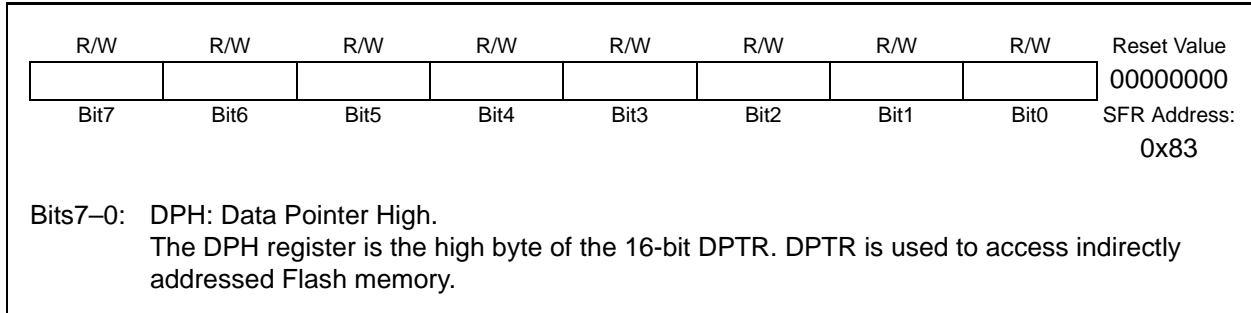 R/W R/W R/W R/W R/W R/W R/W R/W Reset Value
00000000
Bit7 Bit6 Bit5 Bit4 Bit3 Bit2 Bit1 Bit0 SFR Address:
0x83
Bits7–0: DPH: Data Pointer High.
The DPH register is the high byte of the 16-bit DPTR. DPTR is used to access indirectly
addressed Flash memory.